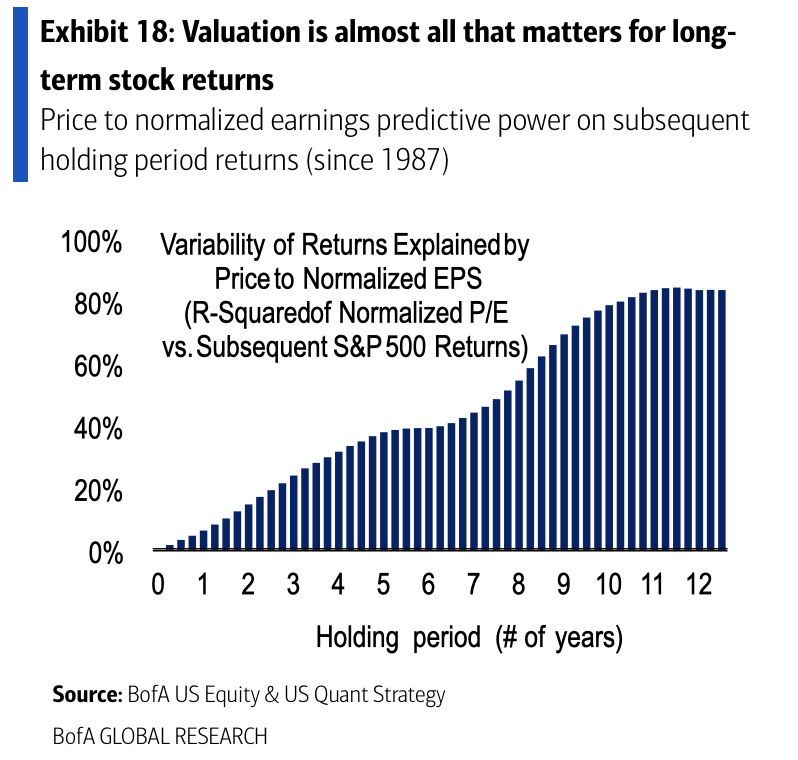 Exhibit 18: Valuation is almost all that matters for long-
term stock returns
Price to normalized earnings predictive power on subsequent
holding period returns (since 1987)
100%
Variability of Returns Explained by
Price to Normalized EPS
80%
(R-Squaredof Normalized P/E
vs. Subsequent S&P 500 Returns)
60%
40%
20%
0%
0 1 2 3 4 5 6 7 8 9 10 11 12
Holding period (# of years)
Source: BofA US Equity & US Quant Strategy
BofA GLOBAL RESEARCH